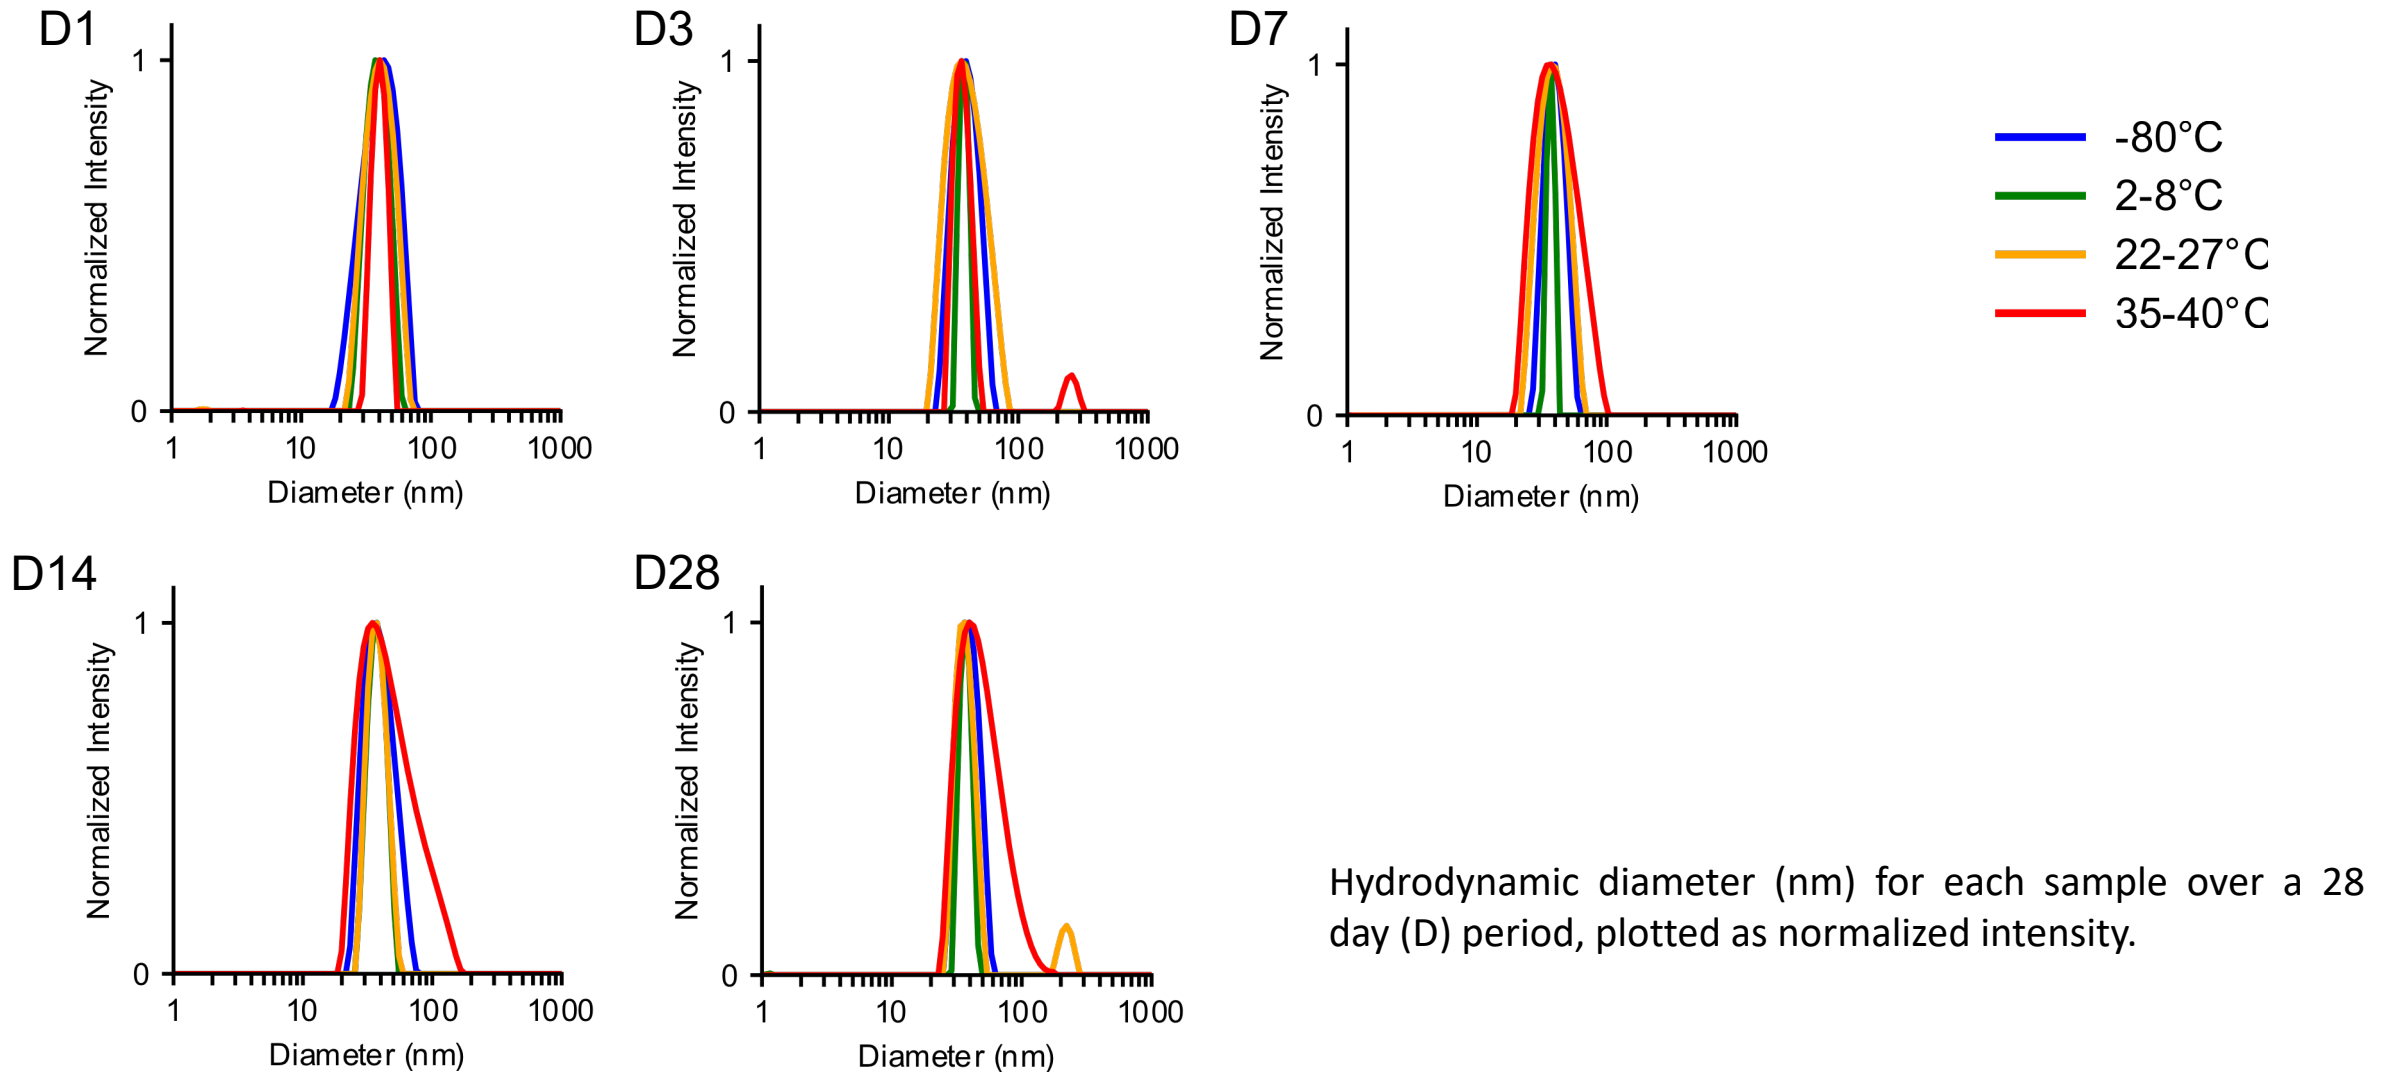 D1
1
0
Normalized Intensity
1 10 100 1000
Diameter (nm)
D3
1
0
Normalized Intensity
1 10 100 1000
Diameter (nm)
D7
1
0
Normalized Intensity
1 10 100 1000
Diameter (nm)
-80°C
2-8°C
22-27°C
35-40°C
D14
1
0
Normalized Intensity
1 10 100 1000
Diameter (nm)
D28
1
0
Normalized Intensity
1 10 100 1000
Diameter (nm)
Hydrodynamic diameter (nm) for each sample over a 28
day (D) period, plotted as normalized intensity.